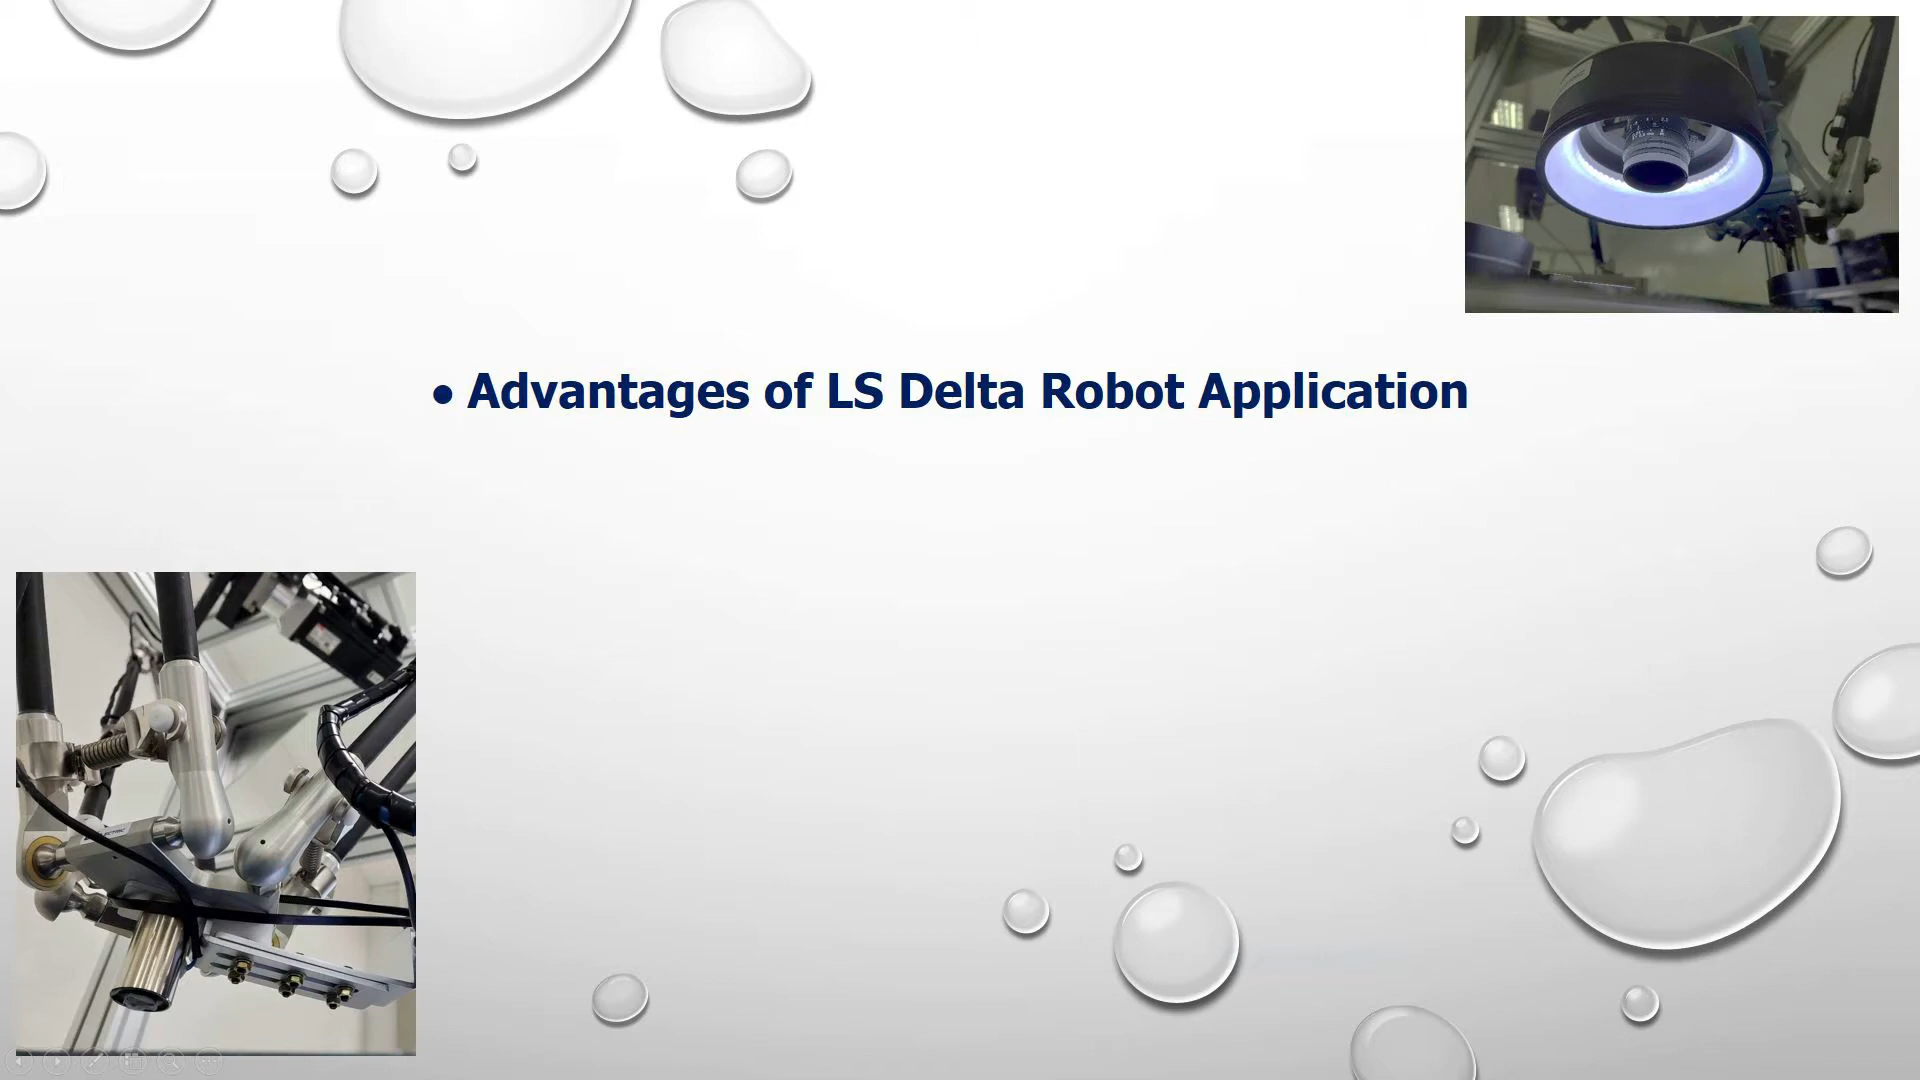 • Advantages of LS Delta Robot Application